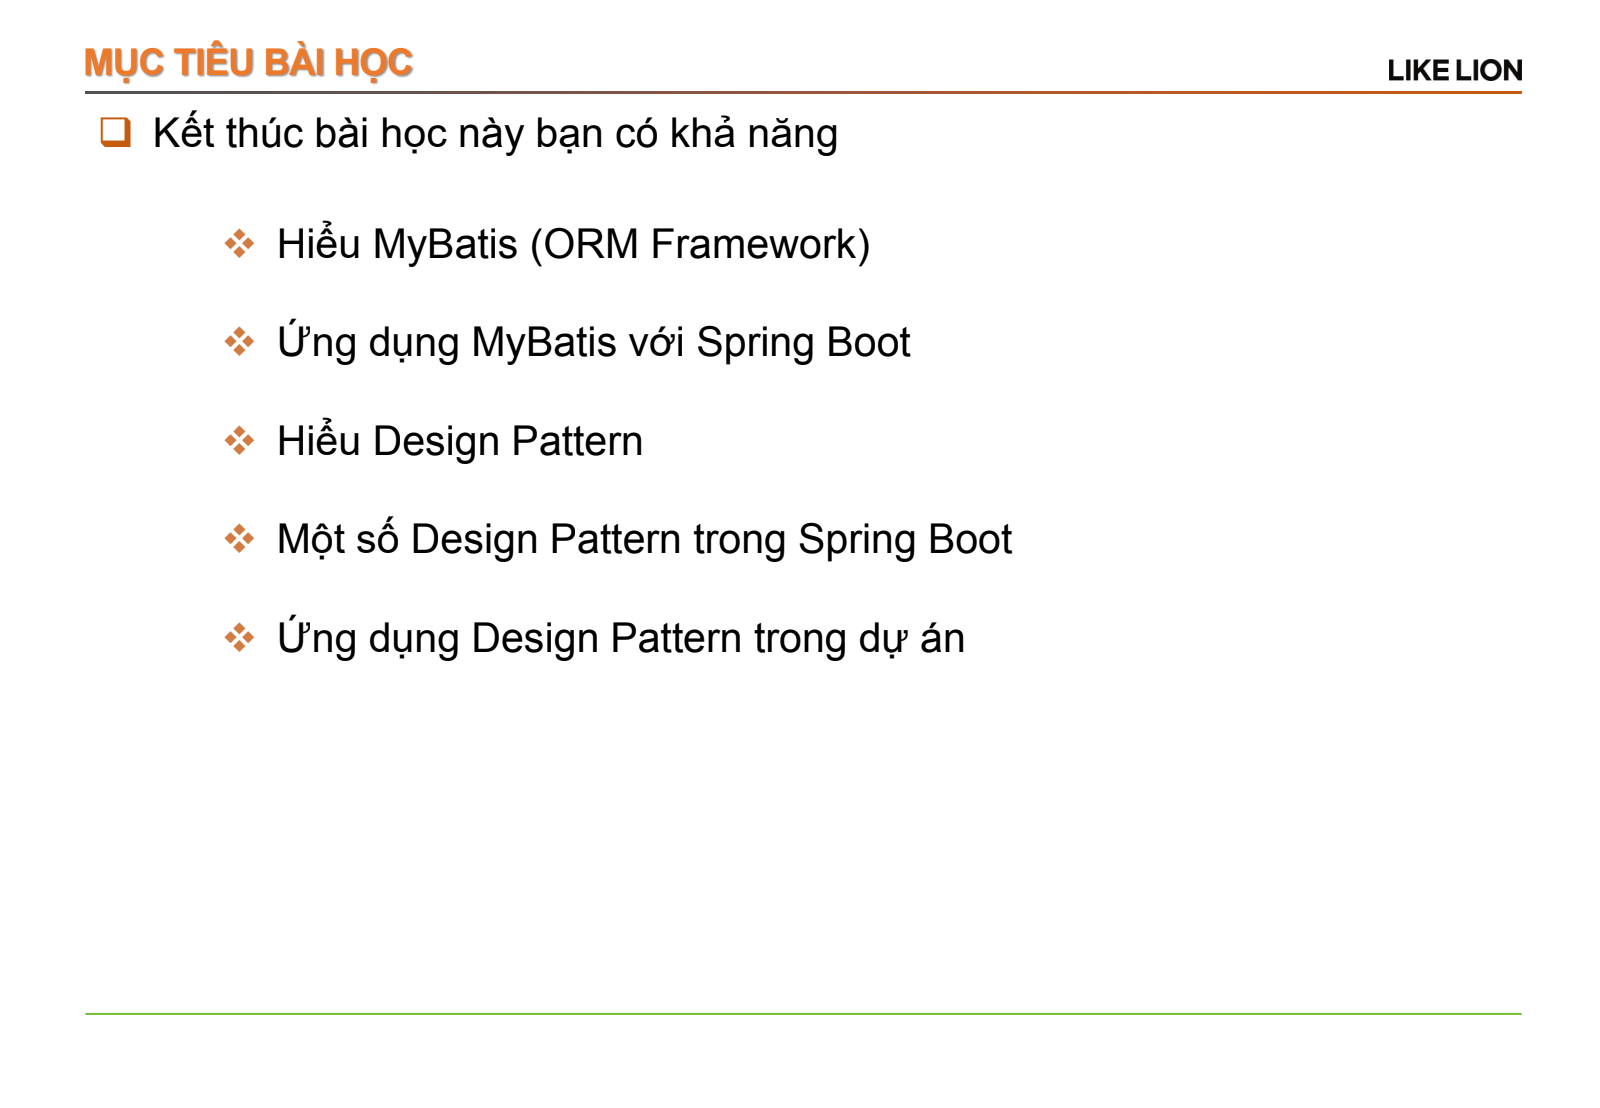 MỤC TIÊU BÀI HỌC
LIKE LION
Kết thúc bài học này bạn có khả năng
Hiểu MyBatis (ORM Framework)
Ứng dụng MyBatis với Spring Boot
Hiểu Design Pattern
Một số Design Pattern trong Spring Boot
Ứng dụng Design Pattern trong dự án